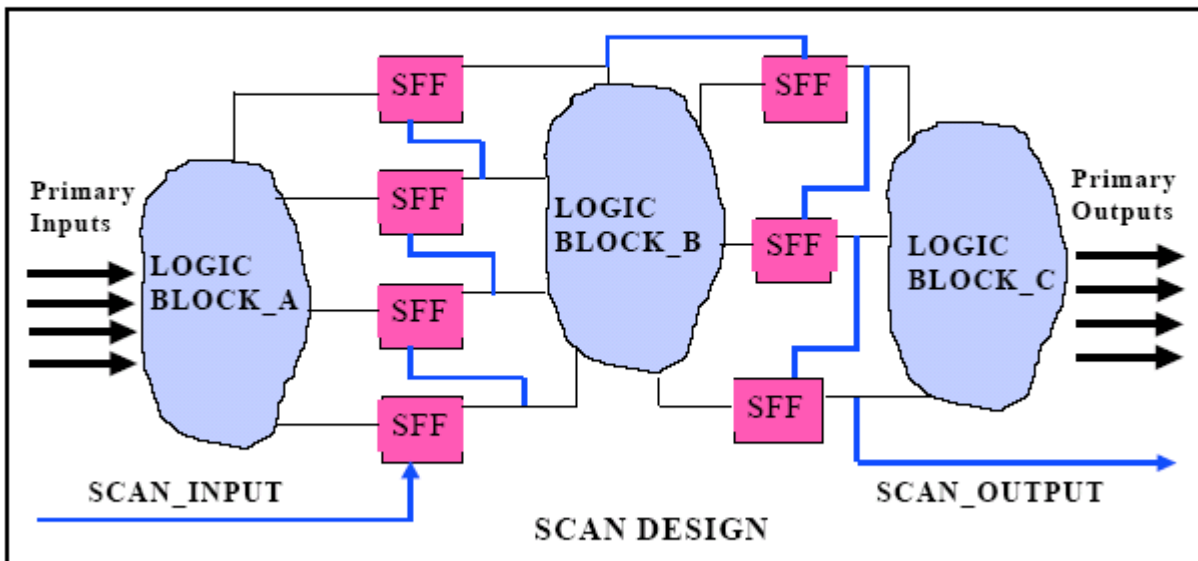 SFF
SFF
SFF
SFF
SFF
SFF
SFF
Primary
Inputs
LOGIC
BLOCK_A
LOGIC
BLOCK_B
LOGIC
BLOCK_C
Primary
Outputs
SCAN_INPUT
SCAN_OUTPUT
SCAN DESIGN